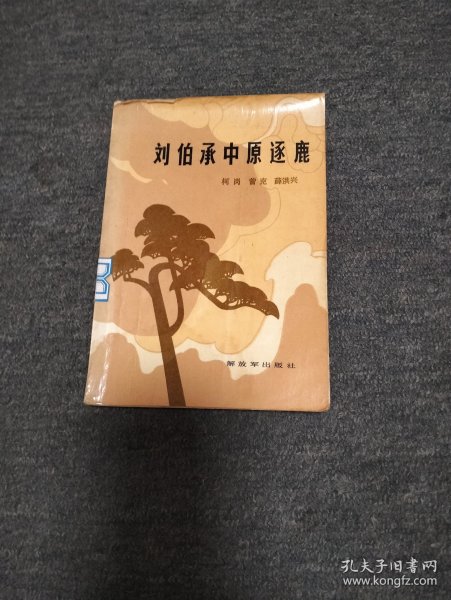 刘伯承中原逐鹿
柯岗 曾克 薛洪兴
解放军出版社
孔夫子旧书网
www.kongfz.com